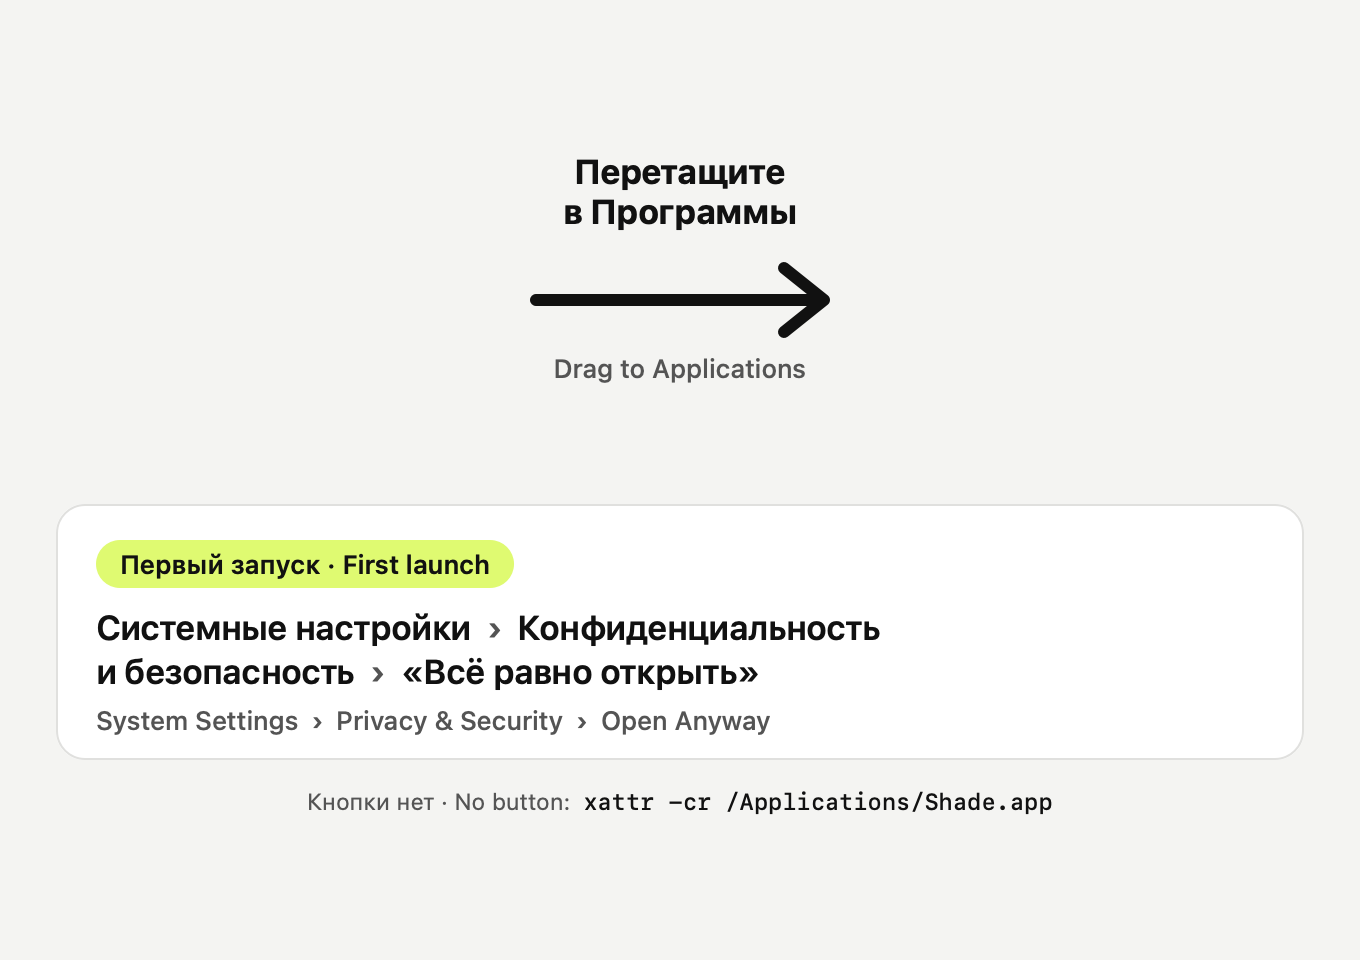 Перетащите
в Программы
Drag to Applications
Первый запуск · First launch
Системные настройки › Конфиденциальность
и безопасность › «Всё равно открыть»
System Settings › Privacy & Security › Open Anyway
Кнопки нет · No button: xattr -cr /Applications/Shade.app